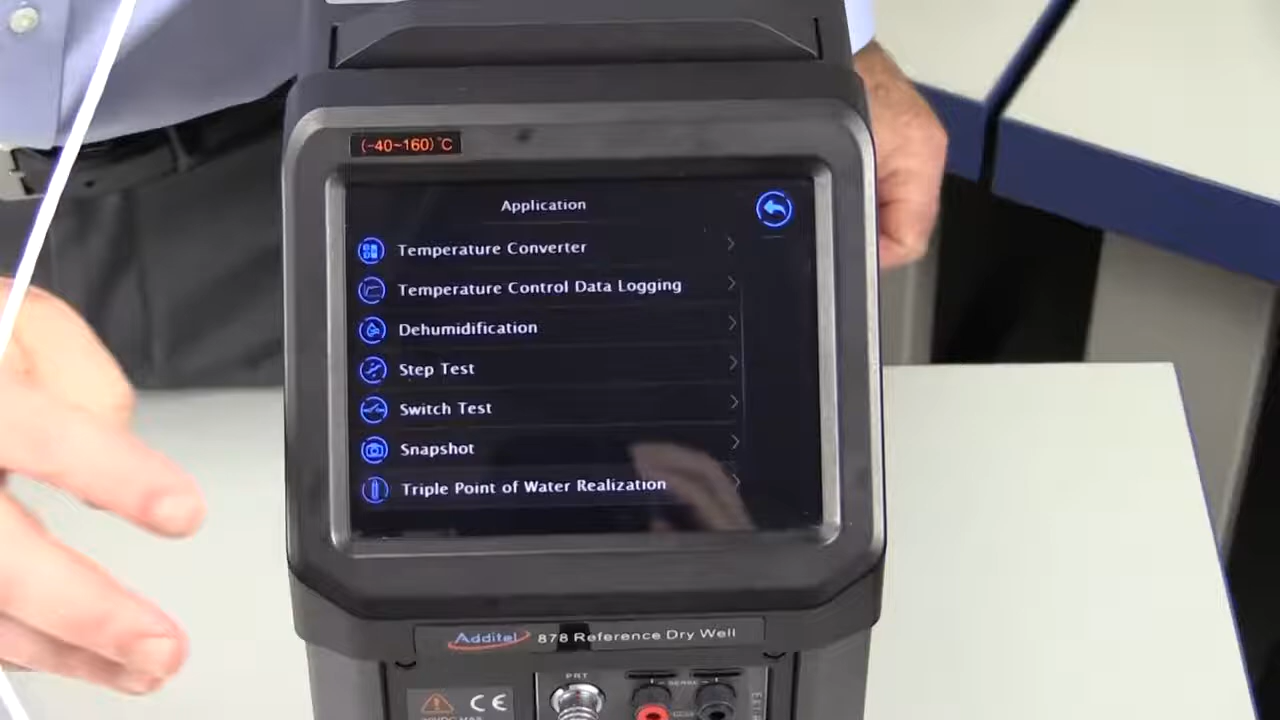 (-40~160)°C
Application
Temperature Converter
Temperature Control Data Logging
Dehumidification
Step Test
Switch Test
Snapshot
Triple Point of Water Realization
Additel 878 Reference Dry Well
PRT
SENSE
CE